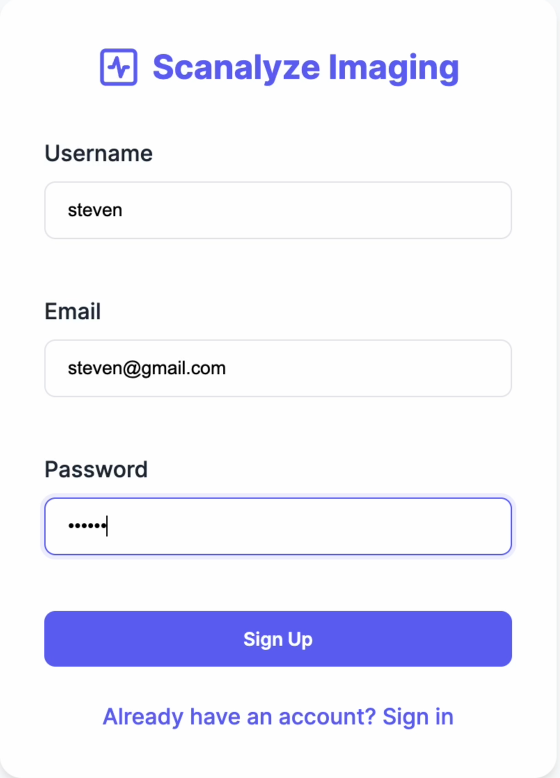 Scanalyze Imaging
Username
steven
Email
steven@gmail.com
Password
••••••
Sign Up
Already have an account? Sign in